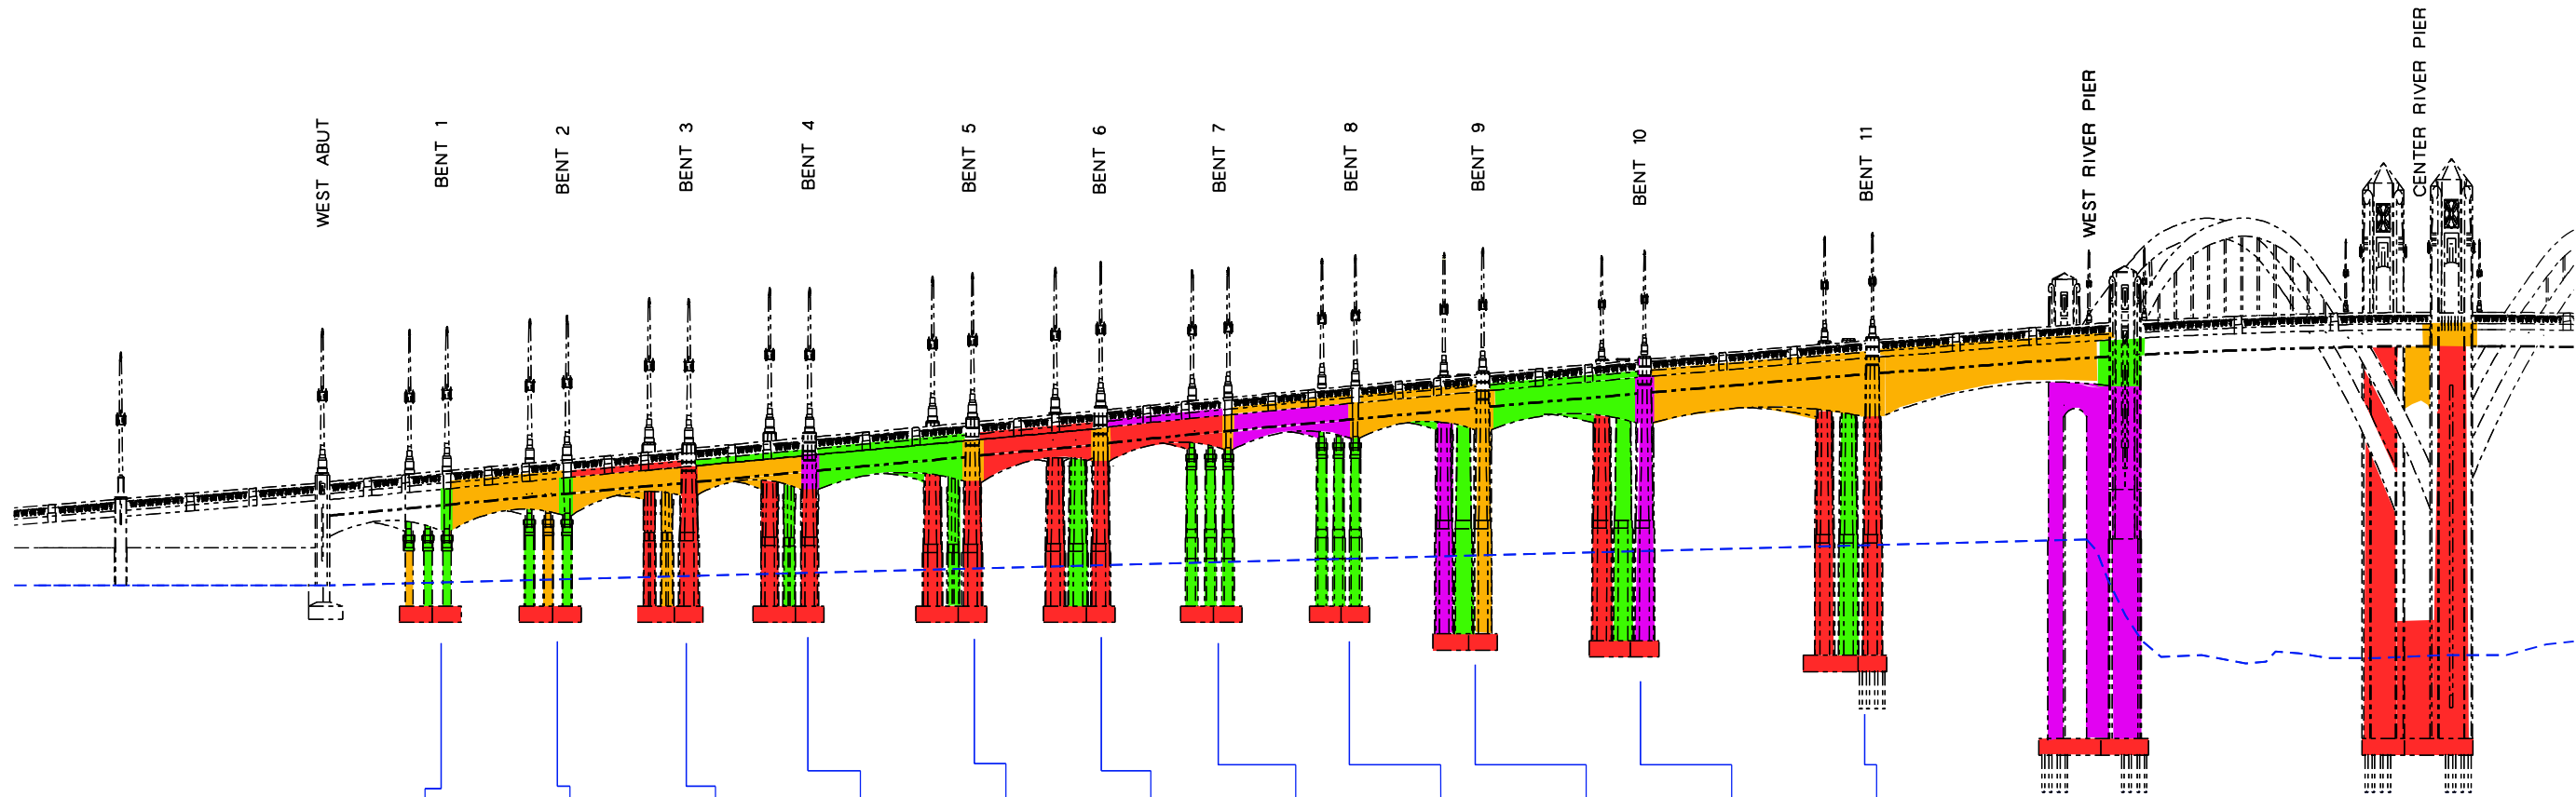 WEST ABUT
BENT 1
BENT 2
BENT 3
BENT 4
BENT 5
BENT 6
BENT 7
BENT 8
BENT 9
BENT 10
BENT 11
WEST RIVER PIER
CENTER RIVER PIER